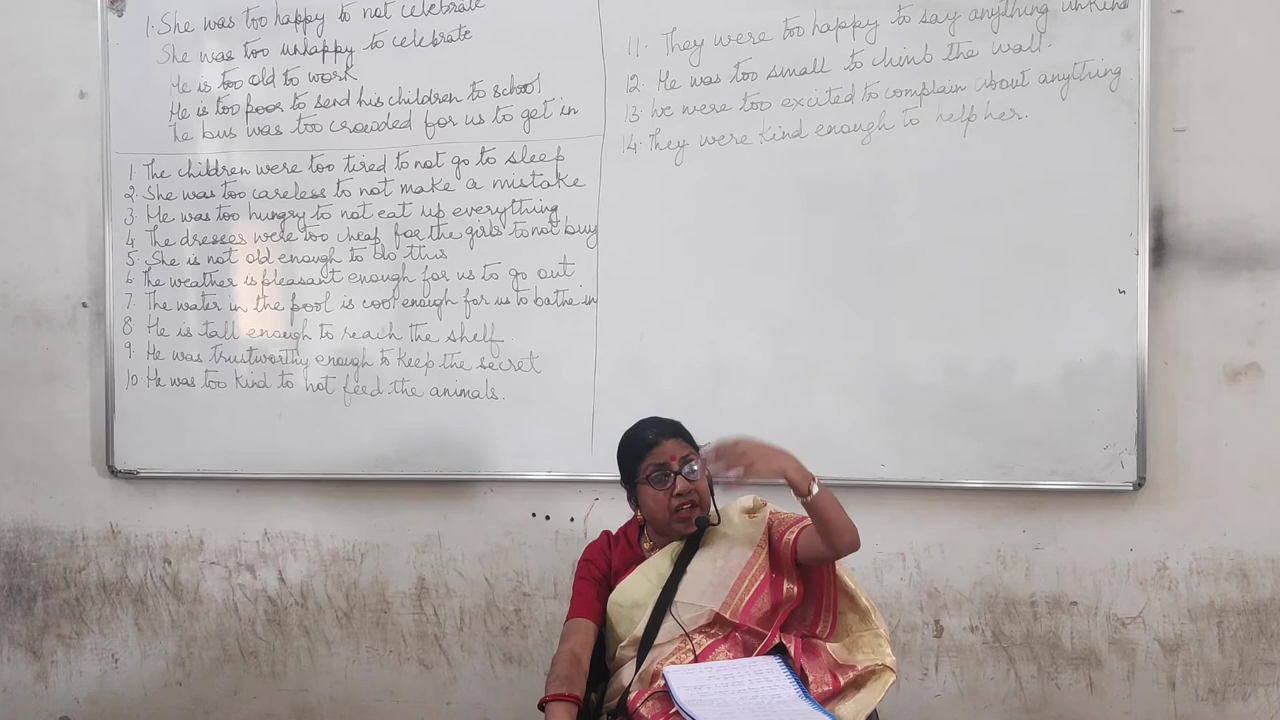 1. She was too happy to not celebrate
She was too unhappy to celebrate
He is too old to work
He is too poor to send his children to school
The bus was too crowded for us to get in
1. The children were too tired to not go to sleep
2. She was too careless to not make a mistake
3. He was too hungry to not eat up everything
4 The dresses were too cheap for the girls to not buy
5. She is not old enough to do this
6. The weather is pleasant enough for us to go out
7. The water in the pool is cool enough for us to bathe in
8 He is tall enough to reach the shelf.
9. He was trustworthy enough to keep the secret
10. He was too kind to not feed the animals.
11. They were too happy to say anything unkind
12. He was too small to climb the wall.
13. We were too excited to complain about anything.
14. They were kind enough to help her.